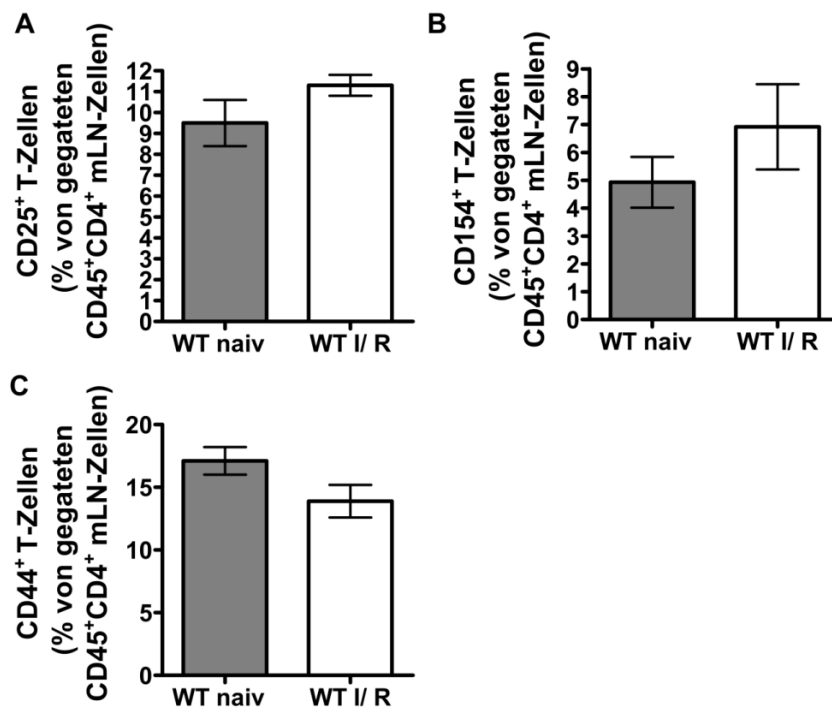 A
CD25⁺ T-Zellen
(% von gegateten
CD45⁺CD4⁺ mLN-Zellen)
12
11
10
9
8
7
6
5
4
3
2
1
0
WT naiv
WT I/ R
B
CD154⁺ T-Zellen
(% von gegateten
CD45⁺CD4⁺ mLN-Zellen)
9
8
7
6
5
4
3
2
1
0
WT naiv
WT I/ R
C
CD44⁺ T-Zellen
(% von gegateten
CD45⁺CD4⁺ mLN-Zellen)
20
15
10
5
0
WT naiv
WT I/ R